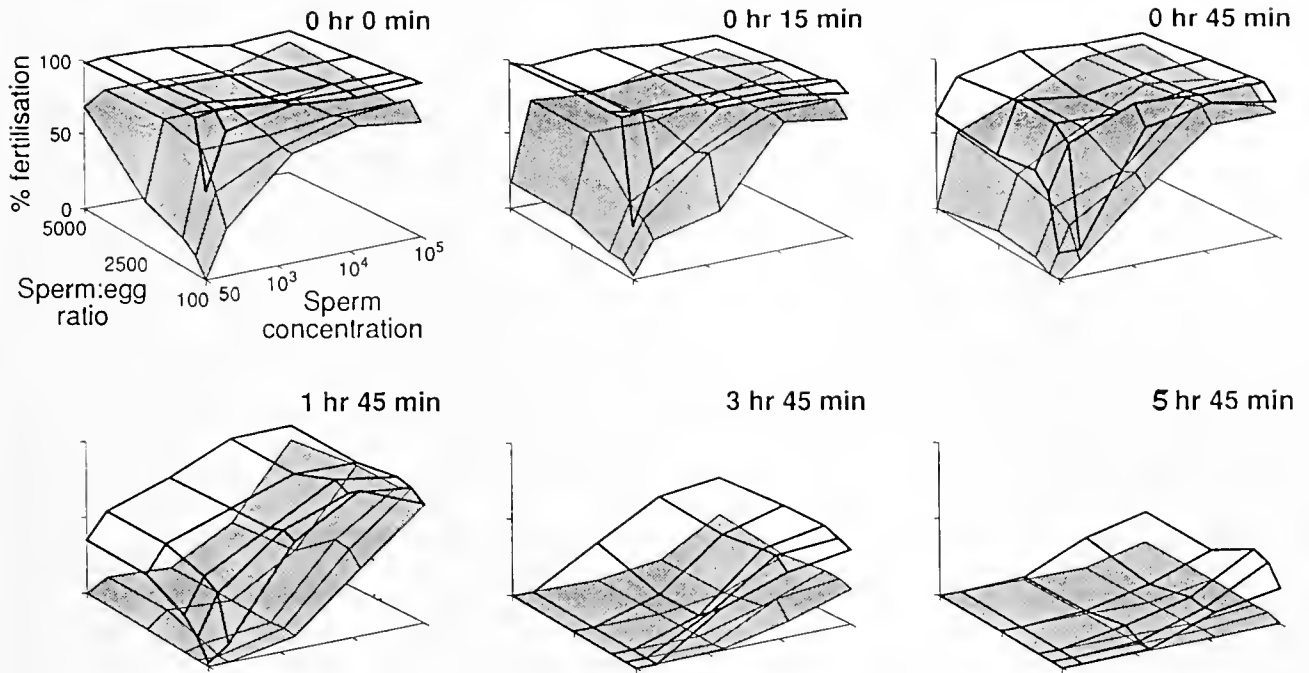 0 hr 0 min
0 hr 15 min
0 hr 45 min
% fertilisation
100
50
0
5000
2500
100
50
10³
10⁴
10⁵
Sperm:egg
ratio
Sperm
concentration
1 hr 45 min
3 hr 45 min
5 hr 45 min